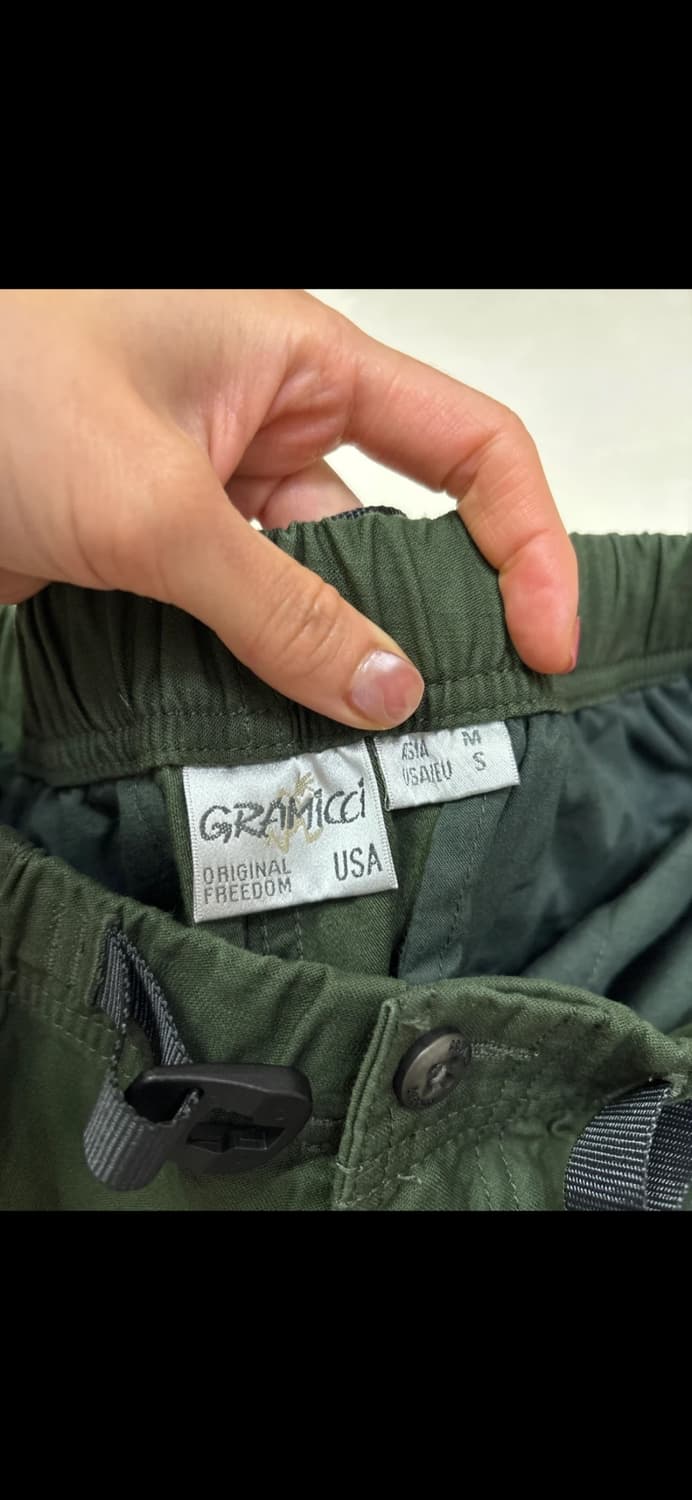 GRAMiCCi
ORIGINAL
FREEDOM
USA
ASIA M
USA/EU S